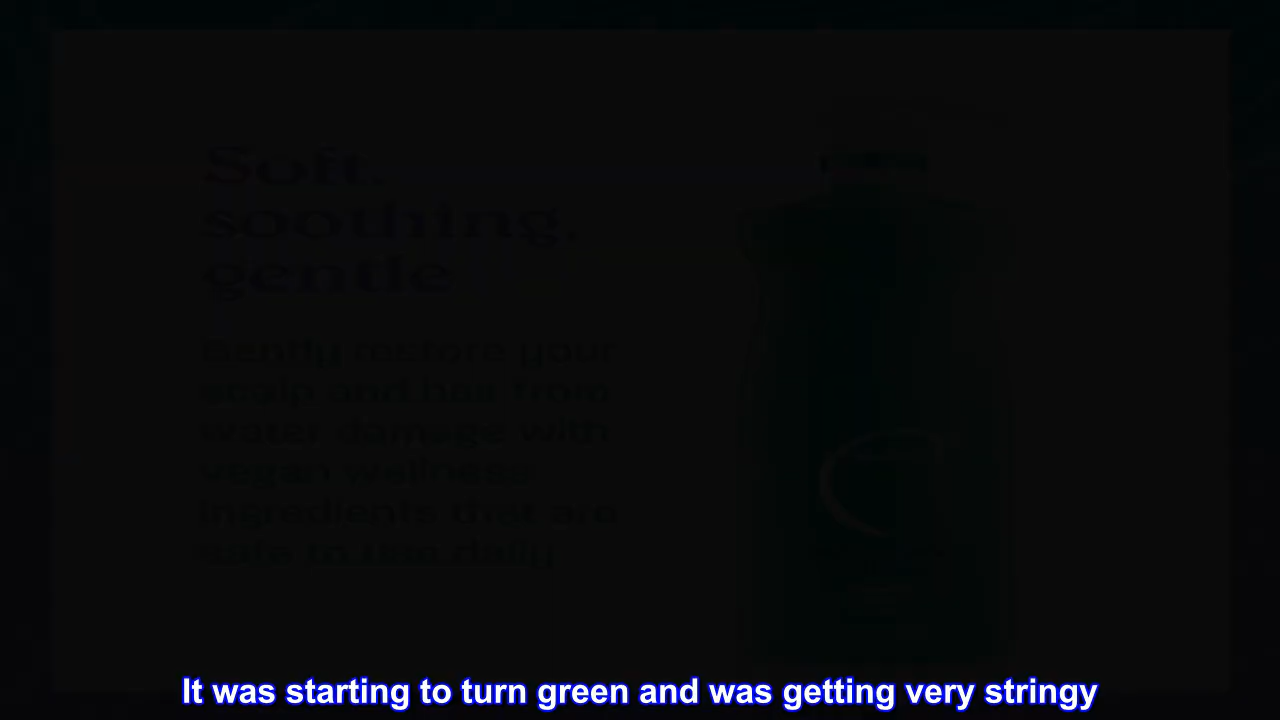 Soft.
soothing.
gentle
Gently restore your
scalp and hair from
water damage with
vegan wellness
ingredients that are
safe to use daily
It was starting to turn green and was getting very stringy